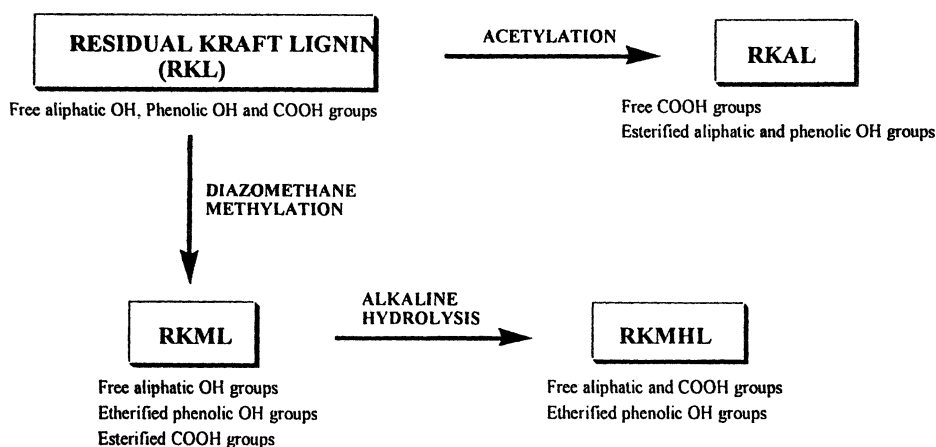 RESIDUAL KRAFT LIGNIN
(RKL)
Free aliphatic OH, Phenolic OH and COOH groups
ACETYLATION
RKAL
Free COOH groups
Esterified aliphatic and phenolic OH groups
DIAZOMETHANE
METHYLATION
RKML
Free aliphatic OH groups
Etherified phenolic OH groups
Esterified COOH groups
ALKALINE
HYDROLYSIS
RKMHL
Free aliphatic and COOH groups
Etherified phenolic OH groups